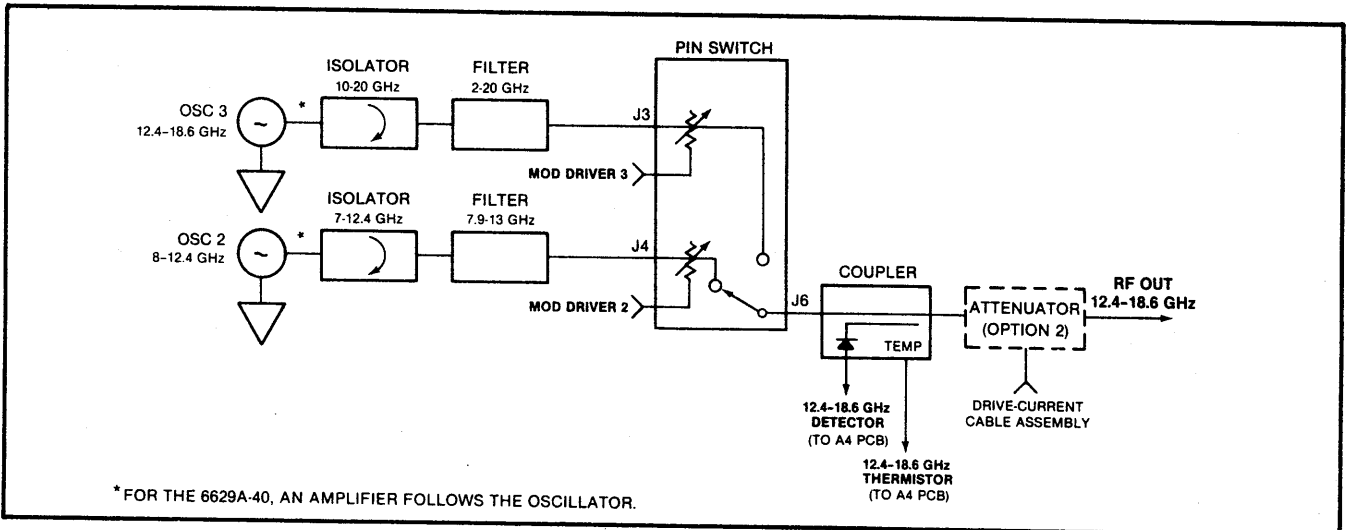 PIN SWITCH
ISOLATOR
10-20 GHz
FILTER
2-20 GHz
OSC 3
12.4–18.6 GHz
*
~
J3
MOD DRIVER 3
ISOLATOR
7-12.4 GHz
FILTER
7.9-13 GHz
OSC 2
8–12.4 GHz
*
~
J4
MOD DRIVER 2
J6
COUPLER
TEMP
ATTENUATOR
(OPTION 2)
RF OUT
12.4–18.6 GHz
12.4–18.6 GHz
DETECTOR
(TO A4 PCB)
12.4–18.6 GHz
THERMISTOR
(TO A4 PCB)
DRIVE-CURRENT
CABLE ASSEMBLY
*FOR THE 6629A-40, AN AMPLIFIER FOLLOWS THE OSCILLATOR.